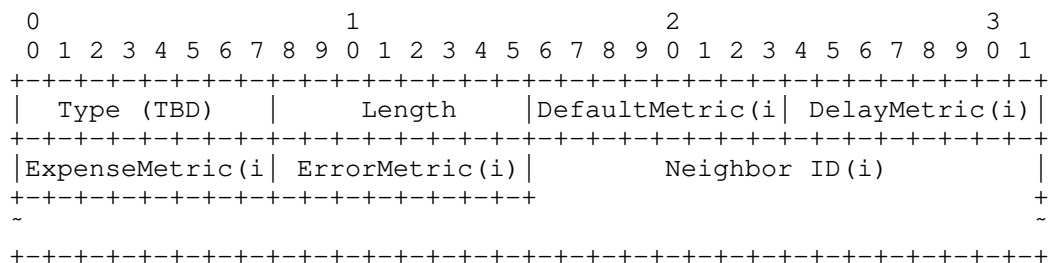 0                   1                   2                   3
 0 1 2 3 4 5 6 7 8 9 0 1 2 3 4 5 6 7 8 9 0 1 2 3 4 5 6 7 8 9 0 1
+-+-+-+-+-+-+-+-+-+-+-+-+-+-+-+-+-+-+-+-+-+-+-+-+-+-+-+-+-+-+-+-+
|  Type (TBD)   |     Length    |DefaultMetric(i| DelayMetric(i)|
+-+-+-+-+-+-+-+-+-+-+-+-+-+-+-+-+-+-+-+-+-+-+-+-+-+-+-+-+-+-+-+-+
|ExpenseMetric(i| ErrorMetric(i)|        Neighbor ID(i)         |
+-+-+-+-+-+-+-+-+-+-+-+-+-+-+-+-+                               +
~                                                               ~
+-+-+-+-+-+-+-+-+-+-+-+-+-+-+-+-+-+-+-+-+-+-+-+-+-+-+-+-+-+-+-+-+